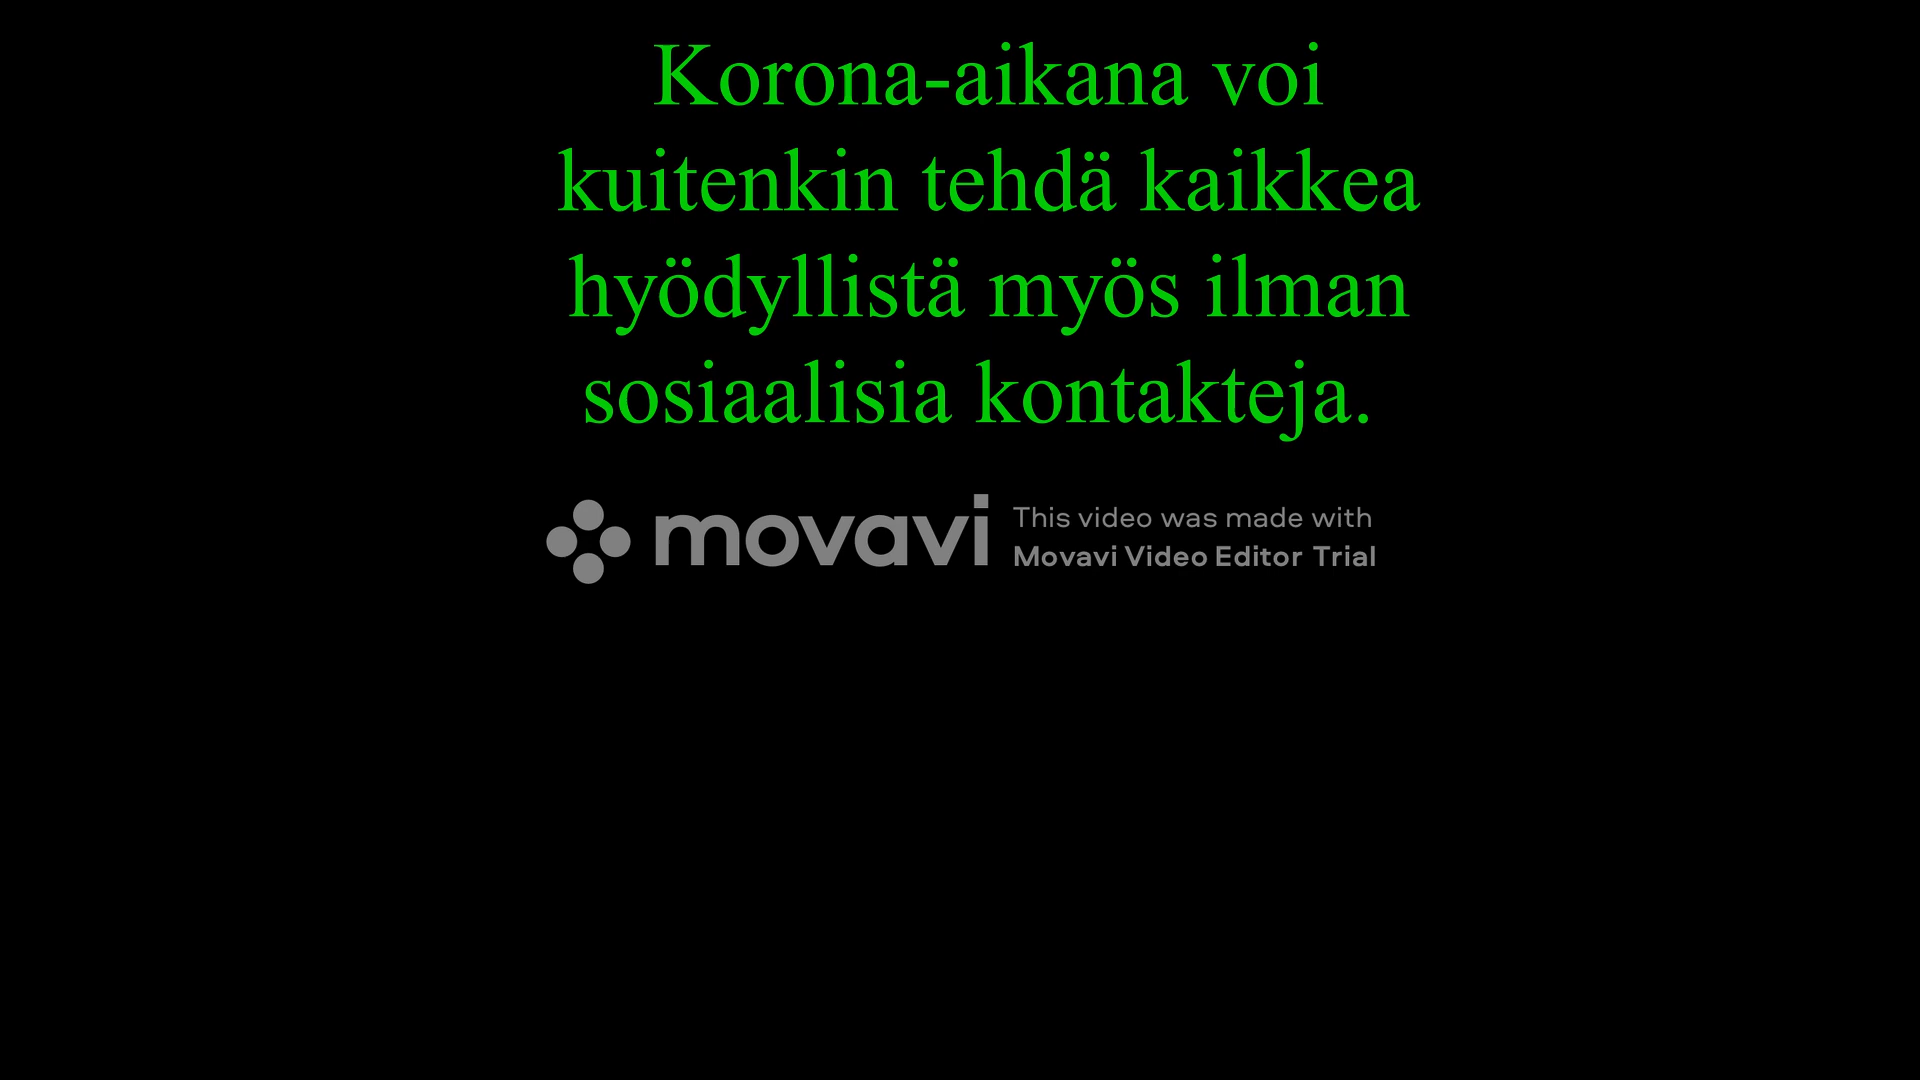 Korona-aikana voi
kuitenkin tehdä kaikkea
hyödyllistä myös ilman
sosiaalisia kontakteja.
movavi
This video was made with
Movavi Video Editor Trial